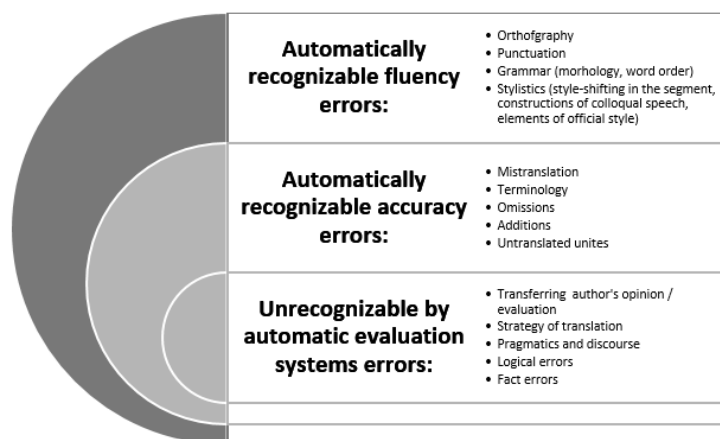 Automatically
recognizable fluency
errors:
• Orthofgraphy
• Punctuation
• Grammar (morhology, word order)
• Stylistics (style-shifting in the segment,
constructions of colloqual speech,
elements of official style)
Automatically
recognizable accuracy
errors:
• Mistranslation
• Terminology
• Omissions
• Additions
• Untranslated unites
Unrecognizable by
automatic evaluation
systems errors:
• Transferring author's opinion /
evaluation
• Strategy of translation
• Pragmatics and discourse
• Logical errors
• Fact errors